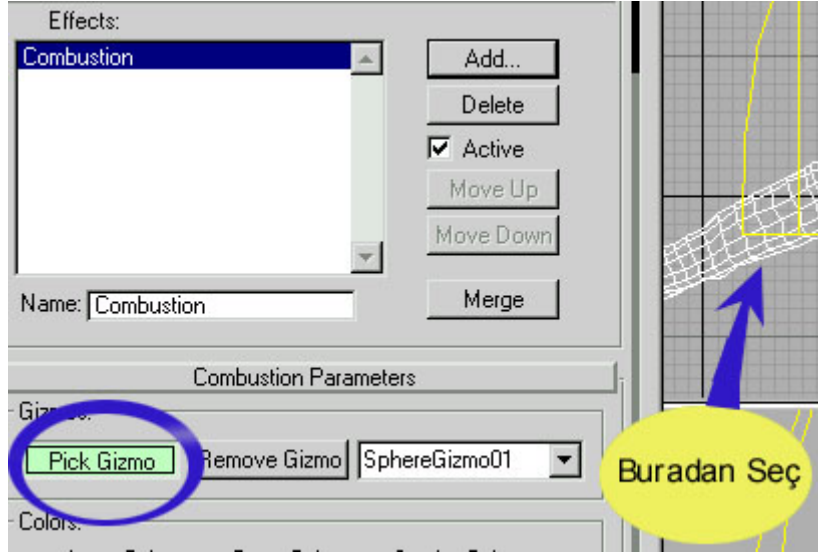 Effects:
Combustion
Add...
Delete
Active
Move Up
Move Down
Name: Combustion
Merge
Combustion Parameters
Pick Gizmo
Remove Gizmo
SphereGizmo01
Buradan Seç
Colors: